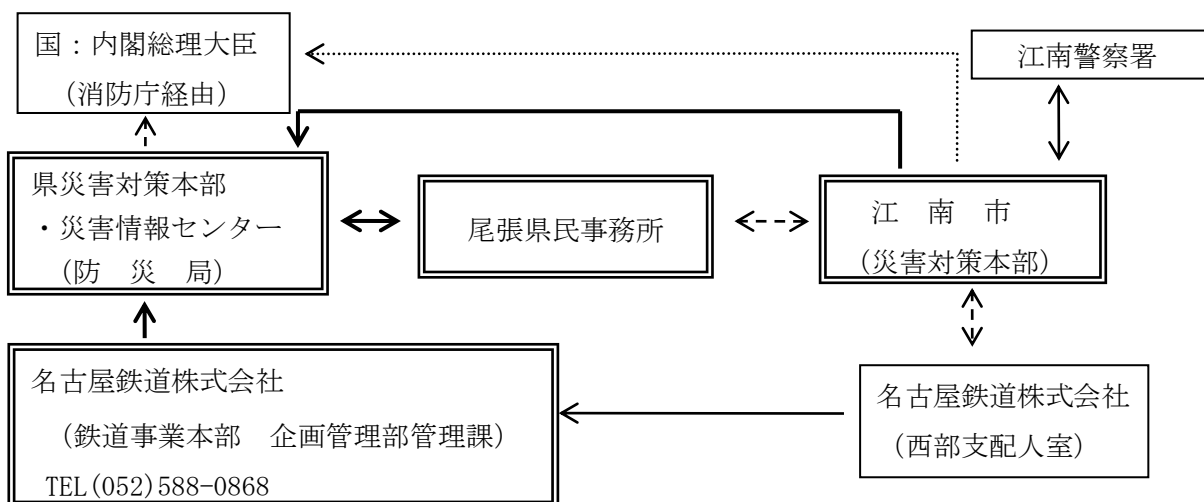 国：内閣総理大臣
（消防庁経由）
江南警察署
県災害対策本部
・災害情報センター
（防　災　局）
尾張県民事務所
江　南　市
（災害対策本部）
名古屋鉄道株式会社
（鉄道事業本部　企画管理部管理課）
TEL(052)588-0868
名古屋鉄道株式会社
（西部支配人室）